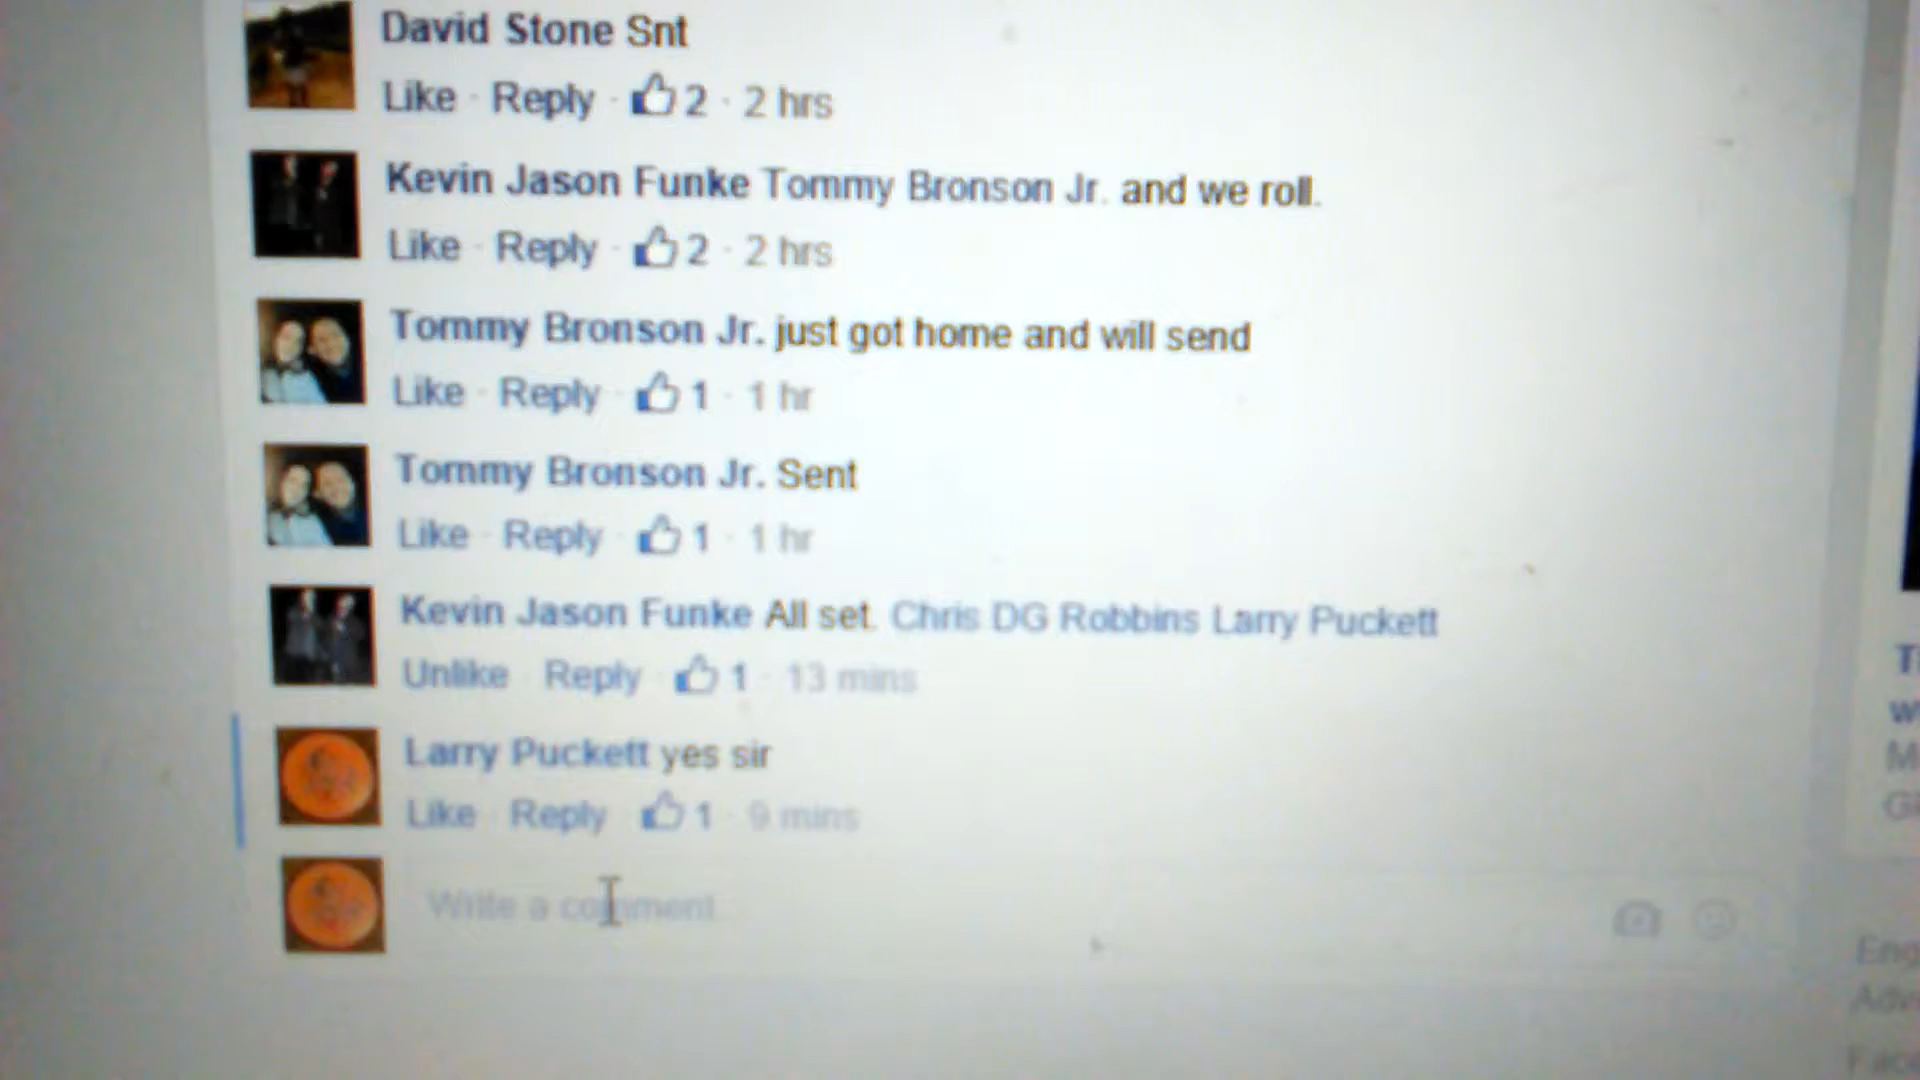 David Stone Snt
Like · Reply · 2 · 2 hrs
Kevin Jason Funke Tommy Bronson Jr. and we roll.
Like · Reply · 2 · 2 hrs
Tommy Bronson Jr. just got home and will send
Like · Reply · 1 · 1 hr
Tommy Bronson Jr. Sent
Like · Reply · 1 · 1 hr
Kevin Jason Funke All set. Chris DG Robbins Larry Puckett
Unlike · Reply · 1 · 13 mins
Larry Puckett yes sir
Like · Reply · 1 · 9 mins
Write a comment